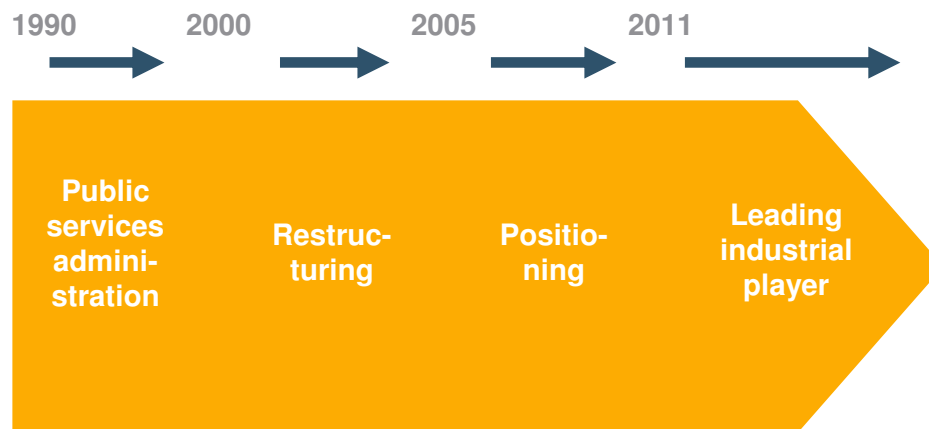 1990 2000 2005 2011
Public
services
admini-
stration
Restruc-
turing
Positio-
ning
Leading
industrial
player